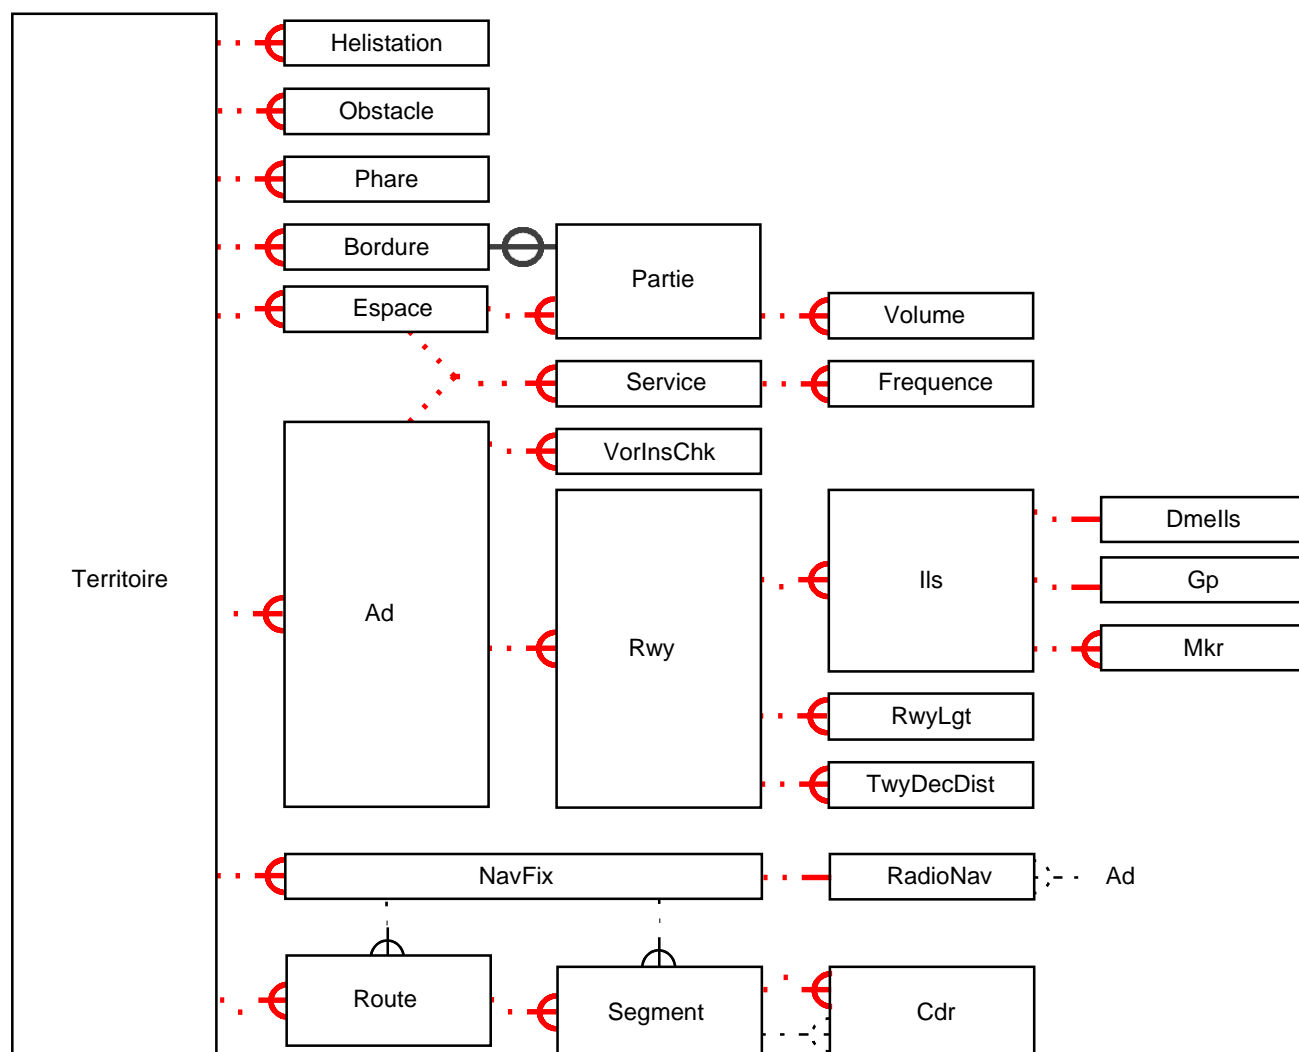 Helistation
Obstacle
Phare
Bordure
Partie
Espace
Volume
Service
Frequence
VorInsChk
DmeIls
Territoire
Ad
Rwy
Ils
Gp
Mkr
RwyLgt
TwyDecDist
NavFix
RadioNav
Ad
Route
Segment
Cdr